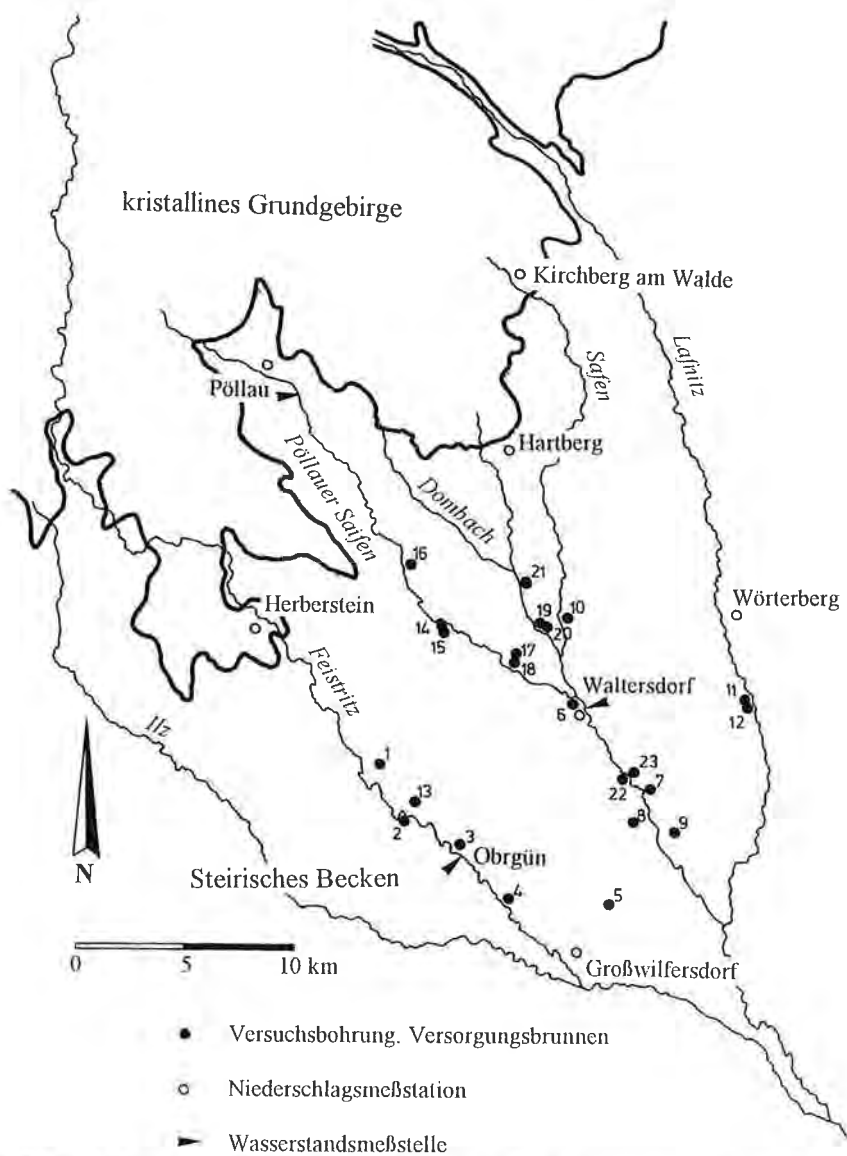 kristallines Grundgebirge
Kirchberg am Walde
Safen
Lafnitz
Pöllau
Hartberg
Pöllauer Saifen
Dombach
16
21
Wörterberg
Herberstein
14
15
19
20
10
17
18
Feistritz
Waltersdorf
11
12
6
Ilz
1
23
22
7
13
2
8
9
3
Obrgün
N
Steirisches Becken
4
5
0 5 10 km
Großwilfersdorf
Versuchsbohrung. Versorgungsbrunnen
Niederschlagsmeßstation
Wasserstandsmeßstelle